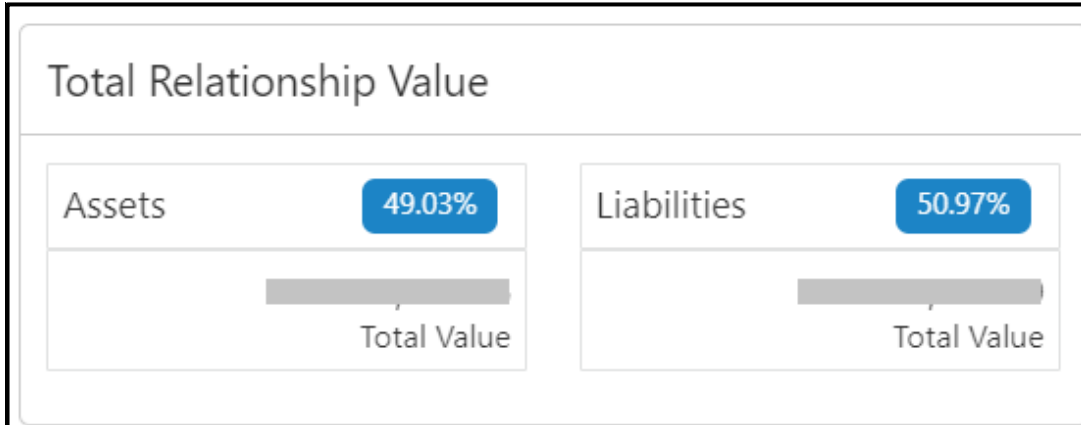 Total Relationship Value
Assets 49.03% Liabilities 50.97%
Total Value Total Value